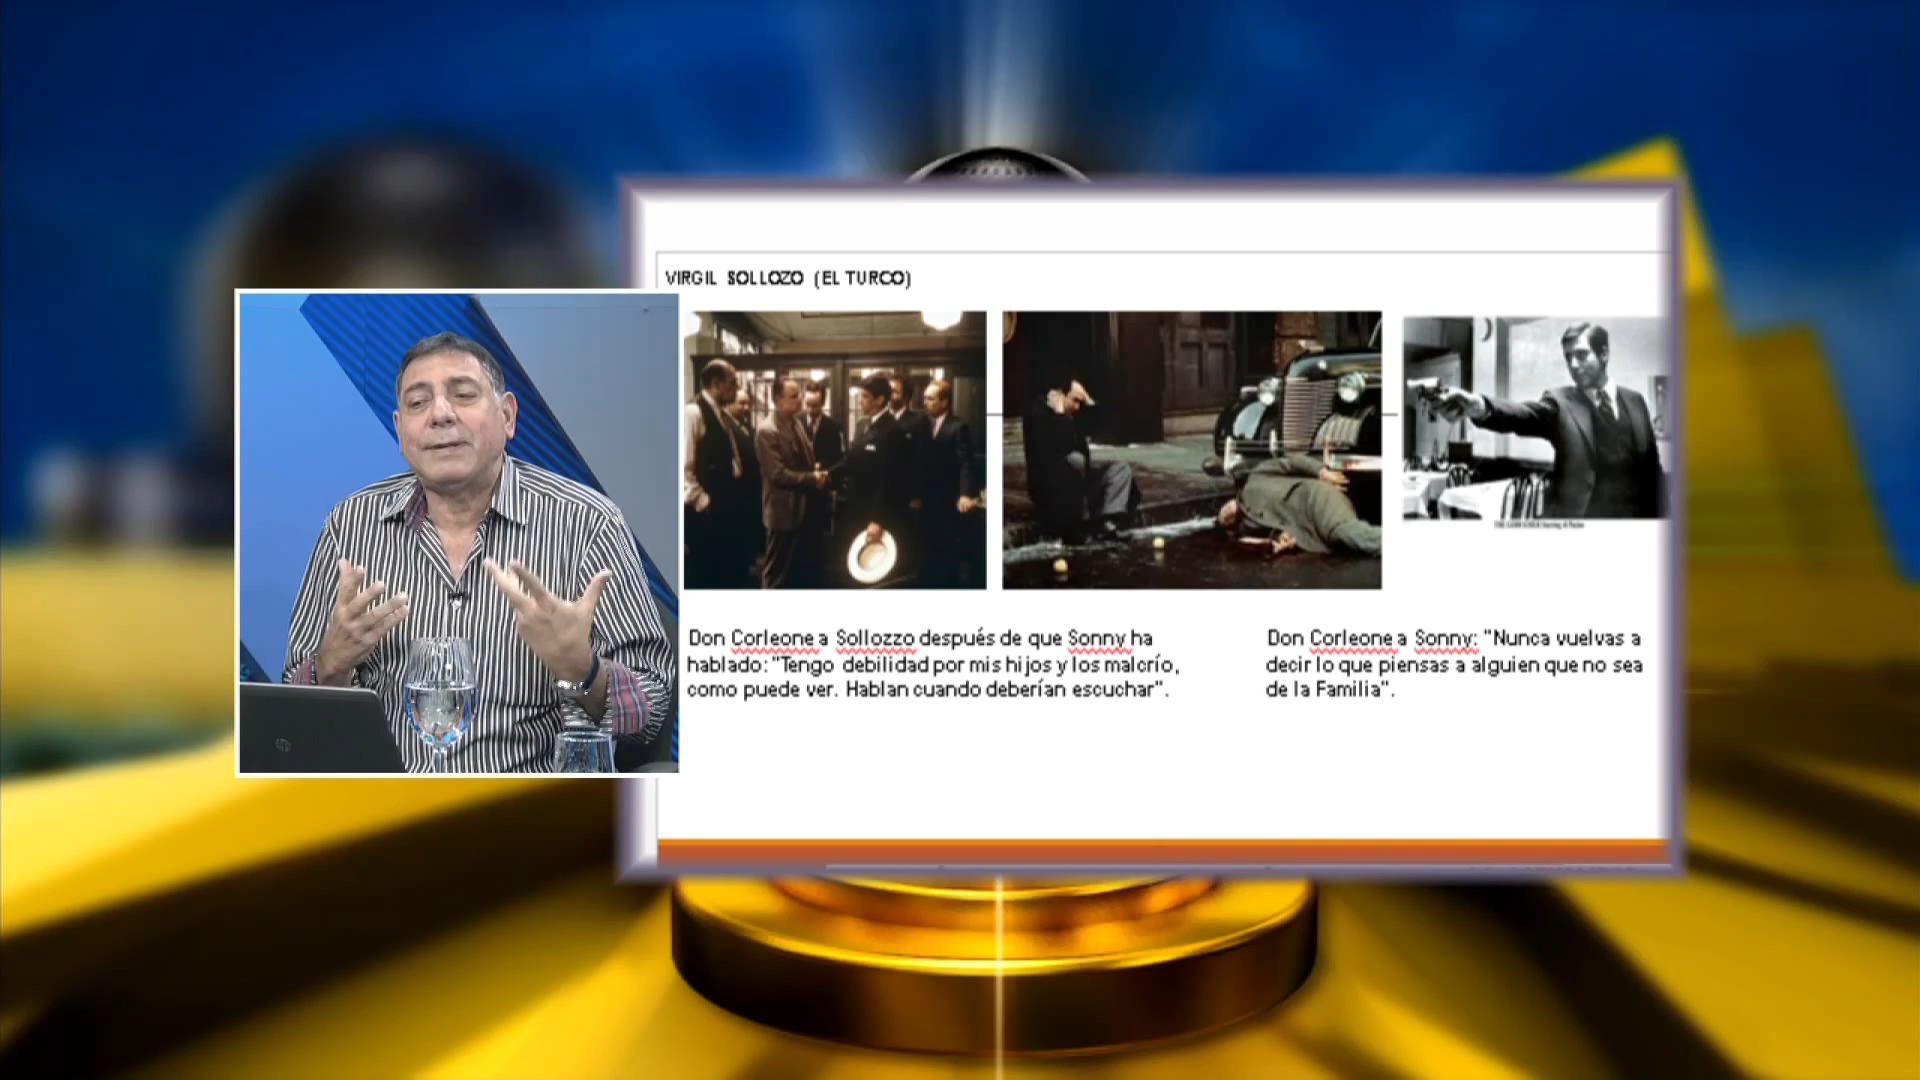 VIRGIL SOLLOZO (EL TURCO)
Don Corleone a Sollozzo después de que Sonny ha
hablado: "Tengo debilidad por mis hijos y los malcrío,
como puede ver. Hablan cuando deberían escuchar".
Don Corleone a Sonny: "Nunca vuelvas a
decir lo que piensas a alguien que no sea
de la Familia".